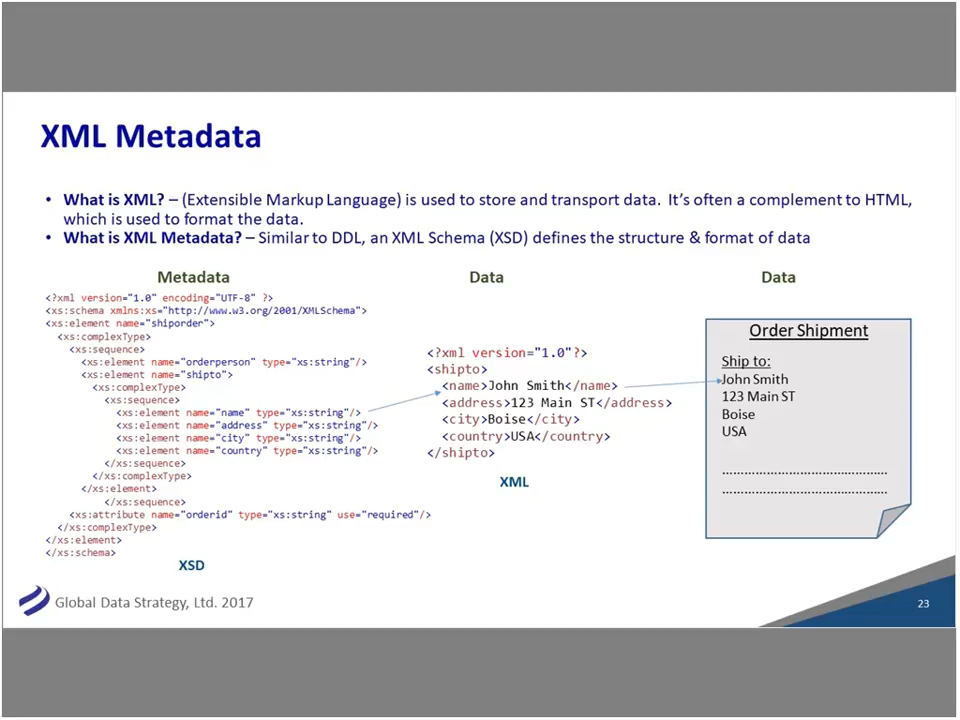 XML Metadata
• What is XML? – (Extensible Markup Language) is used to store and transport data. It's often a complement to HTML,
which is used to format the data.
• What is XML Metadata? – Similar to DDL, an XML Schema (XSD) defines the structure & format of data
Metadata
<?xml version="1.0" encoding="UTF-8" ?>
<xs:schema xmlns:xs="http://www.w3.org/2001/XMLSchema">
<xs:element name="shiporder">
<xs:complexType>
<xs:sequence>
<xs:element name="orderperson" type="xs:string"/>
<xs:element name="shipto">
<xs:complexType>
<xs:sequence>
<xs:element name="name" type="xs:string"/>
<xs:element name="address" type="xs:string"/>
<xs:element name="city" type="xs:string"/>
<xs:element name="country" type="xs:string"/>
</xs:sequence>
</xs:complexType>
</xs:element>
</xs:sequence>
<xs:attribute name="orderid" type="xs:string" use="required"/>
</xs:complexType>
</xs:element>
</xs:schema>
XSD
Data
<?xml version="1.0"?>
<shipto>
<name>John Smith</name>
<address>123 Main ST</address>
<city>Boise</city>
<country>USA</country>
</shipto>
XML
Data
Order Shipment
Ship to:
John Smith
123 Main ST
Boise
USA
Global Data Strategy, Ltd. 2017
23